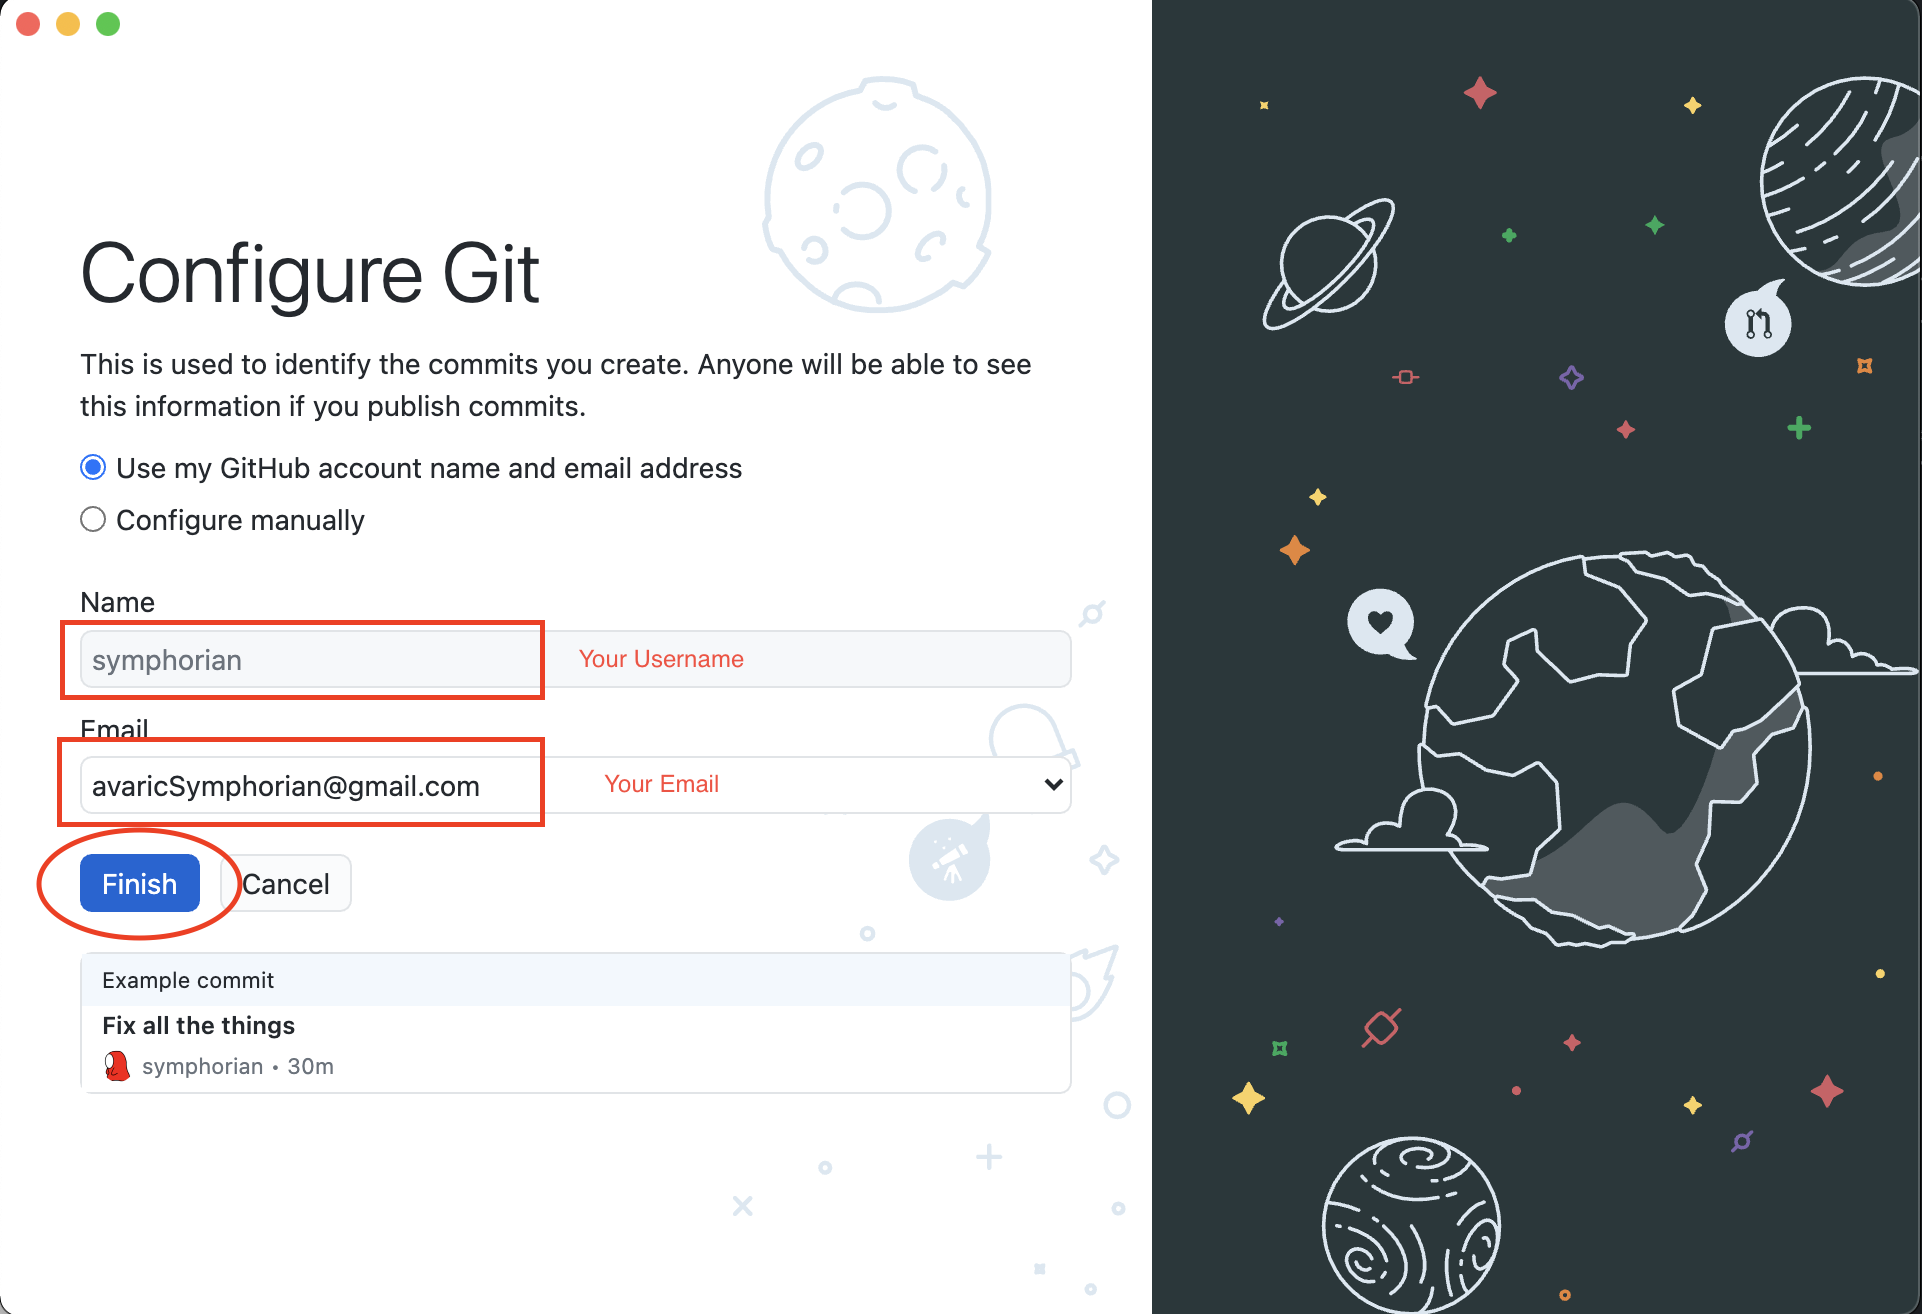 Configure Git
This is used to identify the commits you create. Anyone will be able to see
this information if you publish commits.
Use my GitHub account name and email address
Configure manually
Name
symphorian Your Username
Email
avaricSymphorian@gmail.com Your Email
Finish Cancel
Example commit
Fix all the things
symphorian • 30m